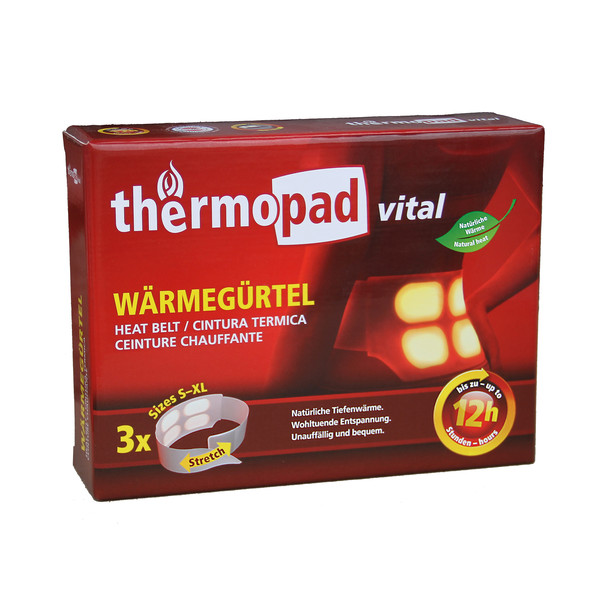 thermopad
thermopad vital
Natürliche
Wärme
Natural heat
WÄRMEGÜRTEL
HEAT BELT / CINTURA TERMICA
CEINTURE CHAUFFANTE
Sizes S–XL
3x
Stretch
Natürliche Tiefenwärme.
Wohltuende Entspannung.
Unauffällig und bequem.
bis zu – up to
12h
Stunden – hours
WÄRMEGÜRTEL